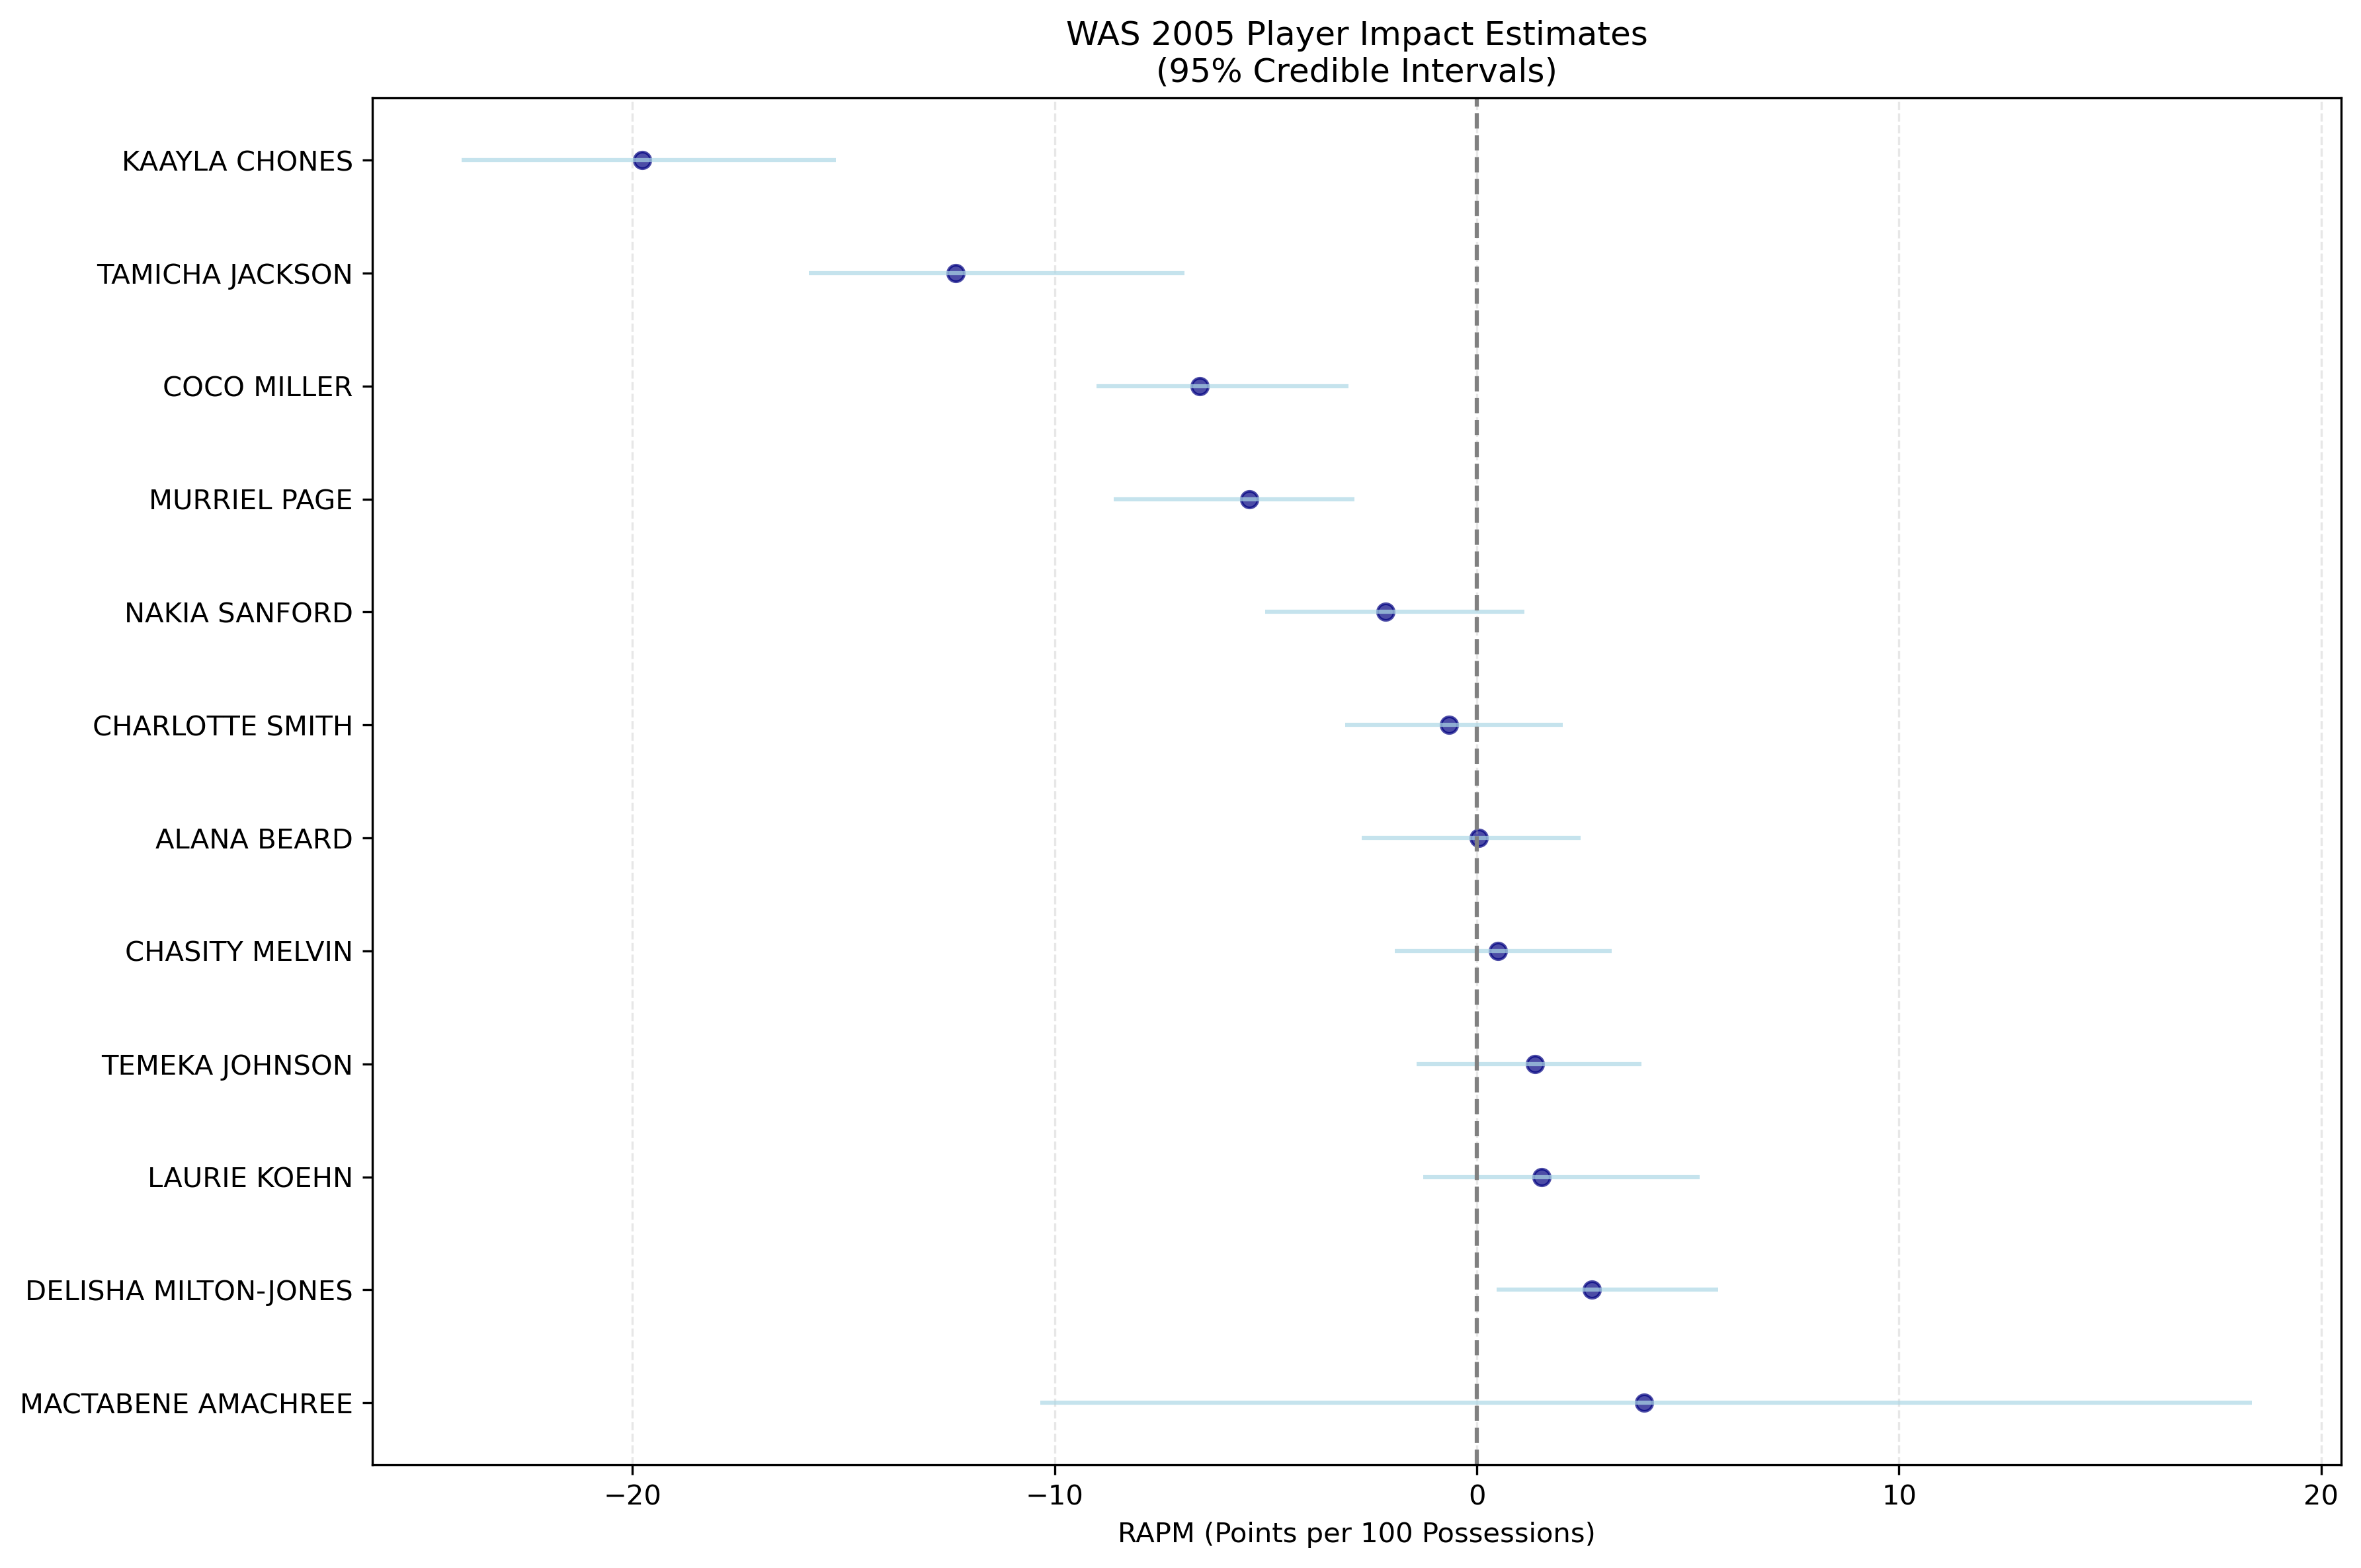 WAS 2005 Player Impact Estimates
(95% Credible Intervals)
KAAYLA CHONES
TAMICHA JACKSON
COCO MILLER
MURRIEL PAGE
NAKIA SANFORD
CHARLOTTE SMITH
ALANA BEARD
CHASITY MELVIN
TEMEKA JOHNSON
LAURIE KOEHN
DELISHA MILTON-JONES
MACTABENE AMACHREE
−20 −10 0 10 20
RAPM (Points per 100 Possessions)